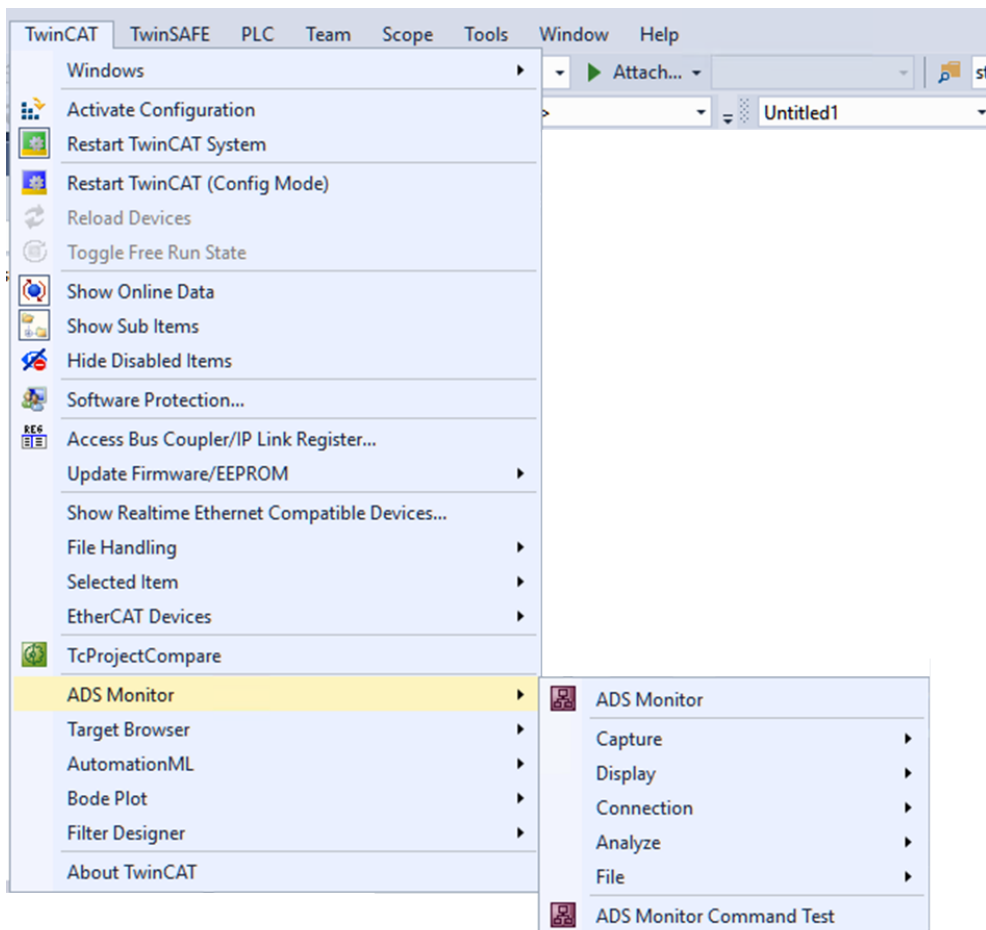 TwinCAT TwinSAFE PLC Team Scope Tools Window Help
Windows
Attach...
Activate Configuration
Untitled1
Restart TwinCAT System
Restart TwinCAT (Config Mode)
Reload Devices
Toggle Free Run State
Show Online Data
Show Sub Items
Hide Disabled Items
Software Protection...
REG
Access Bus Coupler/IP Link Register...
Update Firmware/EEPROM
Show Realtime Ethernet Compatible Devices...
File Handling
Selected Item
EtherCAT Devices
TcProjectCompare
ADS Monitor
Target Browser
AutomationML
Bode Plot
Filter Designer
About TwinCAT
ADS Monitor
Capture
Display
Connection
Analyze
File
ADS Monitor Command Test